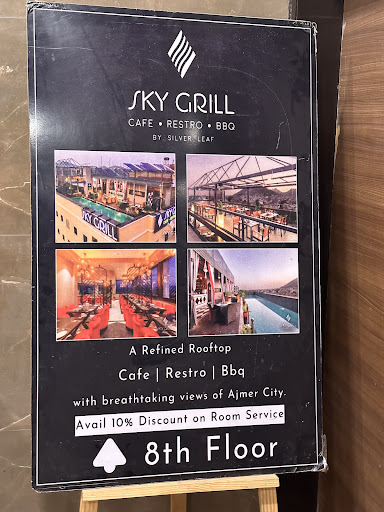 SKY GRILL
CAFE • RESTRO • BBQ
BY SILVER LEAF
SKY GRILL
A Refined Rooftop
Cafe | Restro | Bbq
with breathtaking views of Ajmer City.
Avail 10% Discount on Room Service
8th Floor